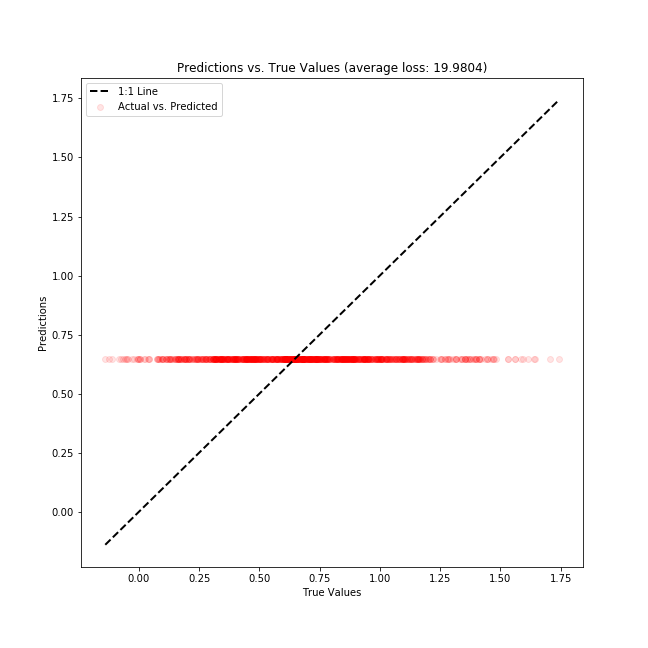 Predictions vs. True Values (average loss: 19.9804)
1:1 Line
Actual vs. Predicted
1.75
1.50
1.25
1.00
0.75
0.50
0.25
0.00
Predictions
0.00 0.25 0.50 0.75 1.00 1.25 1.50 1.75
True Values